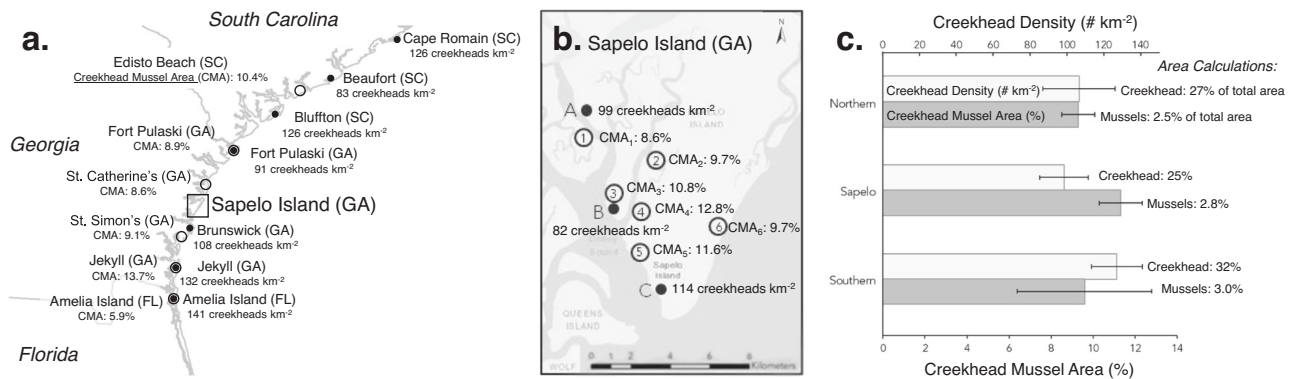 a.
South Carolina
Cape Romain (SC)
126 creekheads km-2
Edisto Beach (SC)
Creekhead Mussel Area (CMA): 10.4%
Beaufort (SC)
83 creekheads km-2
Bluffton (SC)
126 creekheads km-2
Fort Pulaski (GA)
CMA: 8.9%
Georgia
Fort Pulaski (GA)
91 creekheads km-2
St. Catherine's (GA)
CMA: 8.6%
Sapelo Island (GA)
St. Simon's (GA)
CMA: 9.1%
Brunswick (GA)
108 creekheads km-2
Jekyll (GA)
CMA: 13.7%
Jekyll (GA)
132 creekheads km-2
Amelia Island (FL)
CMA: 5.9%
Amelia Island (FL)
141 creekheads km-2
Florida
b.
Sapelo Island (GA)
N
A
99 creekheads km-2
ISLAND
1
CMA1: 8.6%
2
CMA2: 9.7%
3
CMA3: 10.8%
B
4
CMA4: 12.8%
82 creekheads km-2
6
CMA6: 9.7%
Sound
5
CMA5: 11.6%
Sapelo
Island
C
114 creekheads km-2
QUEENS
ISLAND
WOLF
0 1 2 4 6 8
Kilometers
c.
Creekhead Density (# km-2)
0 20 40 60 80 100 120 140
Area Calculations:
Northern
Creekhead Density (# km-2)
Creekhead: 27% of total area
Creekhead Mussel Area (%)
Mussels: 2.5% of total area
Sapelo
Creekhead: 25%
Mussels: 2.8%
Southern
Creekhead: 32%
Mussels: 3.0%
0 2 4 6 8 10 12 14
Creekhead Mussel Area (%)